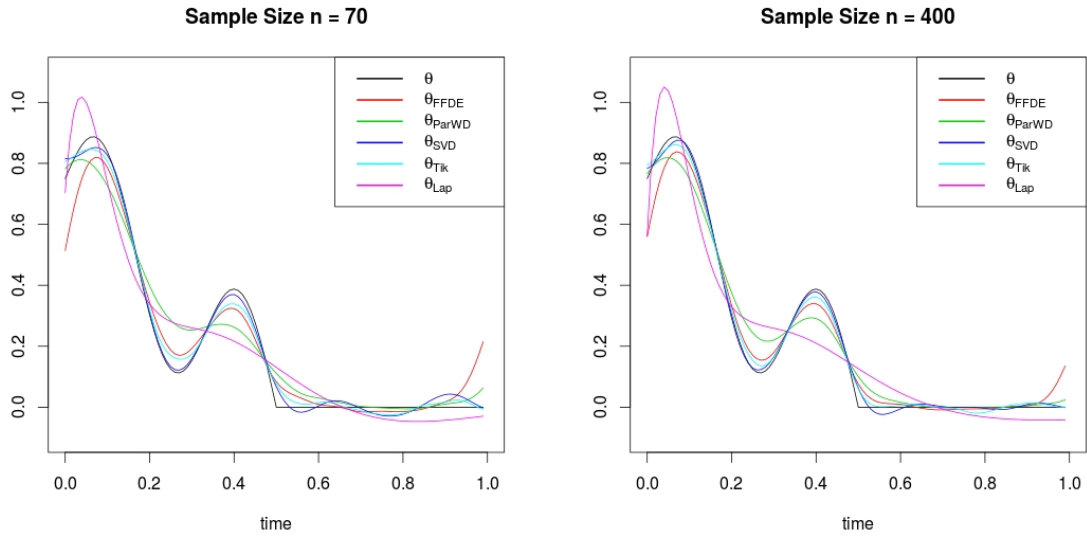 Sample Size n = 70
θ
θFFDE
θParWD
θSVD
θTik
θLap
0.0 0.2 0.4 0.6 0.8 1.0
0.0 0.2 0.4 0.6 0.8 1.0
time
Sample Size n = 400
θ
θFFDE
θParWD
θSVD
θTik
θLap
0.0 0.2 0.4 0.6 0.8 1.0
0.0 0.2 0.4 0.6 0.8 1.0
time